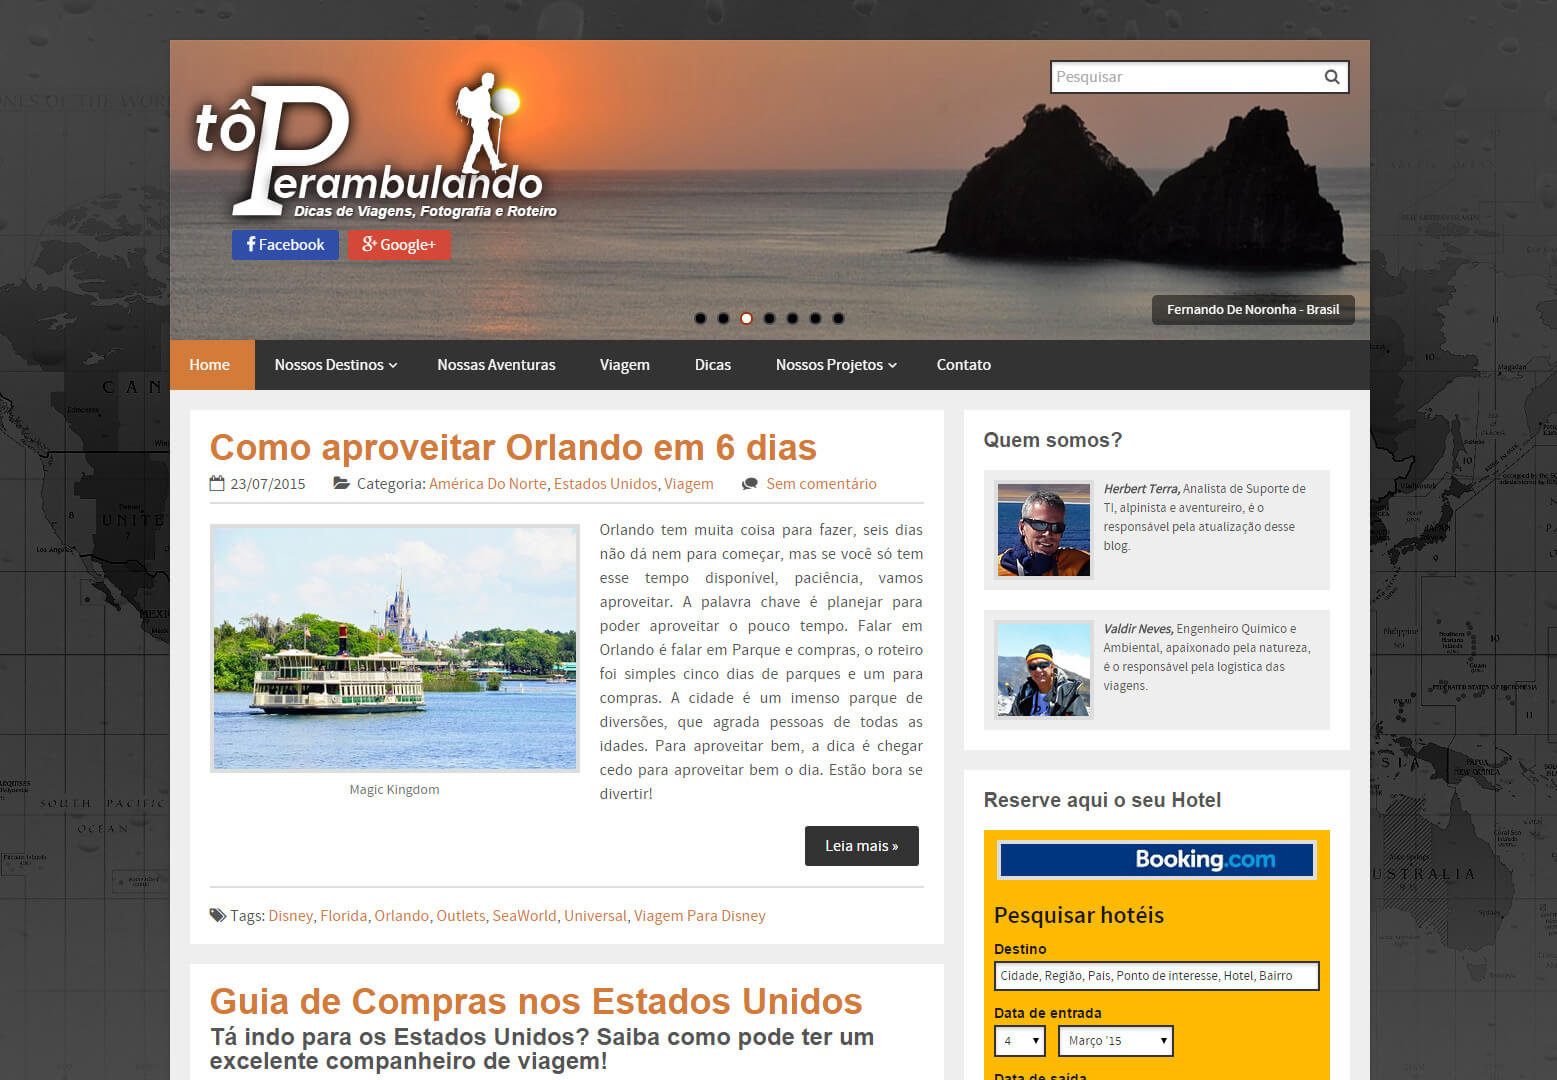 Pesquisar
tô
Perambulando
Dicas de Viagens, Fotografia e Roteiro
Facebook
Google+
Fernando De Noronha - Brasil
Home
Nossos Destinos
Nossas Aventuras
Viagem
Dicas
Nossos Projetos
Contato
Como aproveitar Orlando em 6 dias
23/07/2015 Categoria: América Do Norte, Estados Unidos, Viagem Sem comentário
Orlando tem muita coisa para fazer, seis dias
não dá nem para começar, mas se você só tem
esse tempo disponível, paciência, vamos
aproveitar. A palavra chave é planejar para
poder aproveitar o pouco tempo. Falar em
Orlando é falar em Parque e compras, o roteiro
foi simples cinco dias de parques e um para
compras. A cidade é um imenso parque de
diversões, que agrada pessoas de todas as
idades. Para aproveitar bem, a dica é chegar
cedo para aproveitar bem o dia. Estão bora se
divertir!
Magic Kingdom
Leia mais »
Tags: Disney, Florida, Orlando, Outlets, SeaWorld, Universal, Viagem Para Disney
Guia de Compras nos Estados Unidos
Tá indo para os Estados Unidos? Saiba como pode ter um
excelente companheiro de viagem!
Quem somos?
Herbert Terra, Analista de Suporte de
TI, alpinista e aventureiro, é o
responsável pela atualização desse
blog.
Valdir Neves, Engenheiro Químico e
Ambiental, apaixonado pela natureza,
é o responsável pela logística das
viagens.
Reserve aqui o seu Hotel
Booking.com
Pesquisar hotéis
Destino
Cidade, Região, Pais, Ponto de interesse, Hotel, Bairro
Data de entrada
4
Março '15
Data de saída
SOUTH PACIFIC
OCEAN